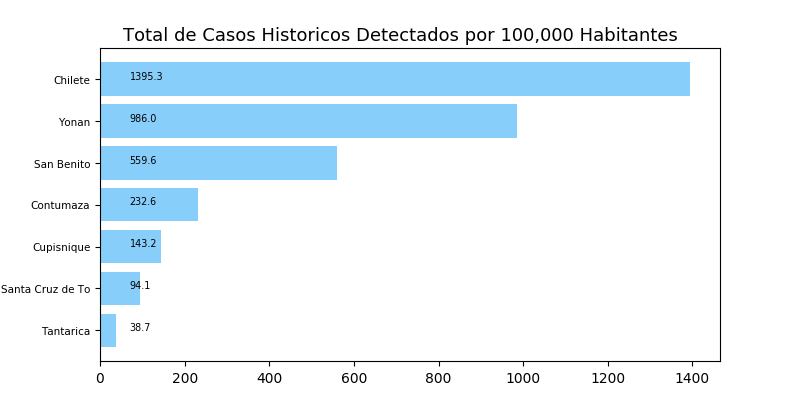 Total de Casos Historicos Detectados por 100,000 Habitantes
Chilete 1395.3
Yonan 986.0
San Benito 559.6
Contumaza 232.6
Cupisnique 143.2
Santa Cruz de To 94.1
Tantarica 38.7
0 200 400 600 800 1000 1200 1400